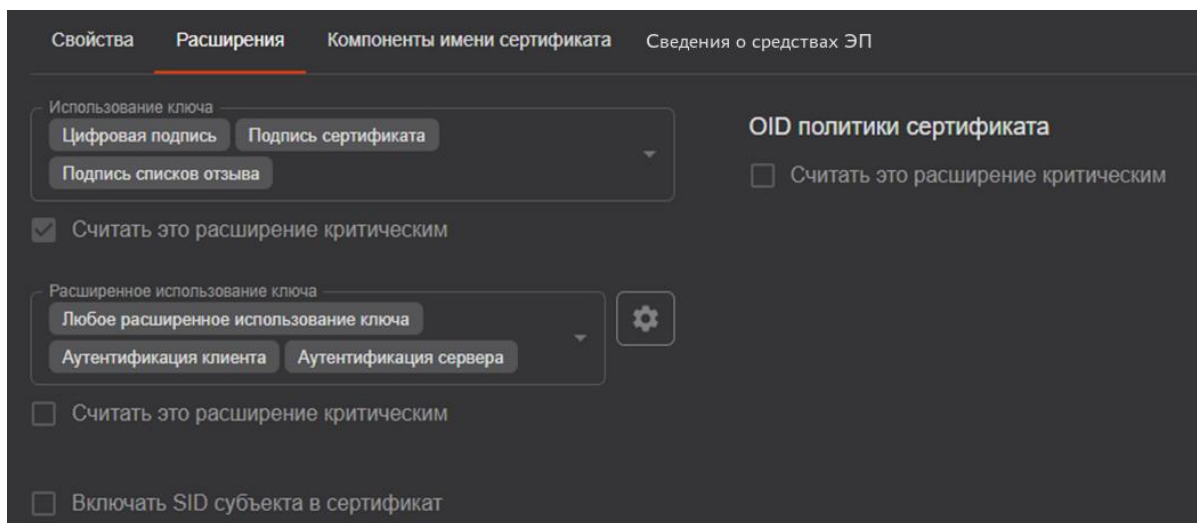 Свойства Расширения Компоненты имени сертификата Сведения о средствах ЭП
Использование ключа
Цифровая подпись Подпись сертификата
Подпись списков отзыва
Считать это расширение критическим
OID политики сертификата
Считать это расширение критическим
Расширенное использование ключа
Любое расширенное использование ключа
Аутентификация клиента Аутентификация сервера
Считать это расширение критическим
Включать SID субъекта в сертификат